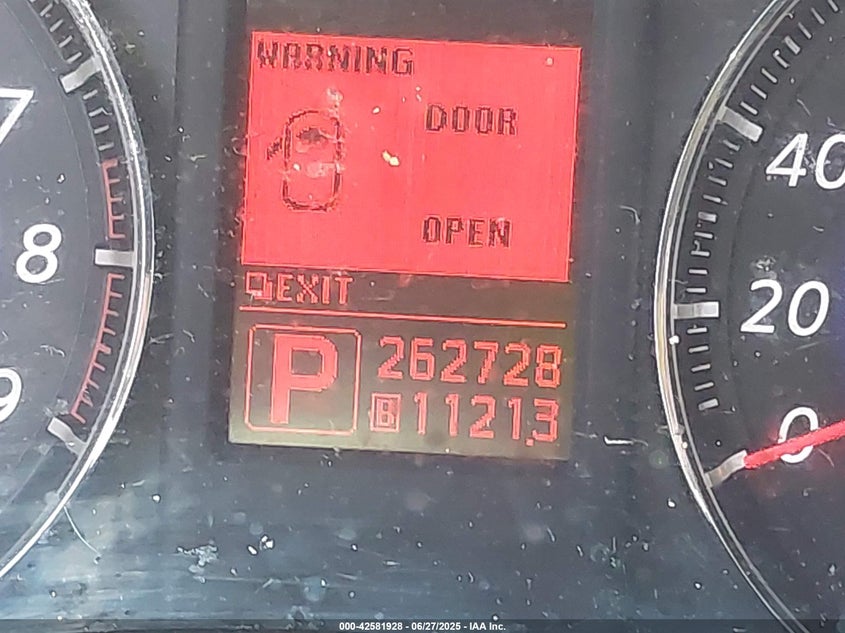 WARNING
DOOR
OPEN
EXIT
P
262728
B 1121.3
7
8
9
40
20
0
000-42581928 - 06/27/2025 - IAA Inc.